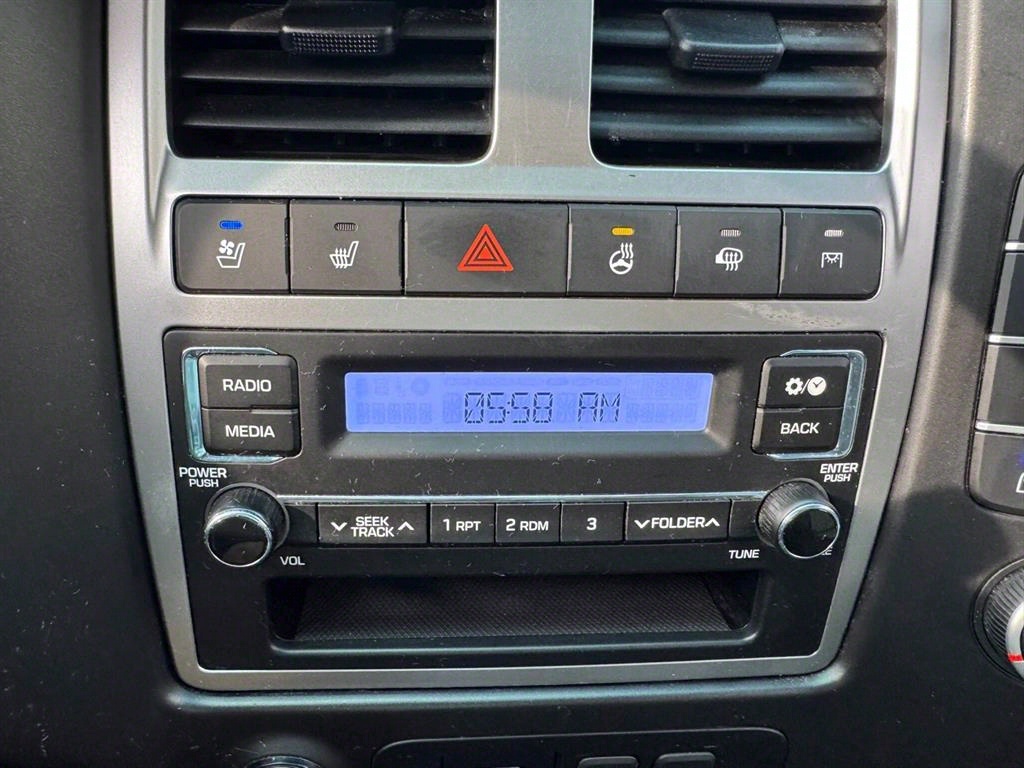 RADIO
MEDIA
05:58 AM
BACK
POWER
PUSH
ENTER
PUSH
SEEK
TRACK
1 RPT
2 RDM
3
FOLDER
VOL
TUNE